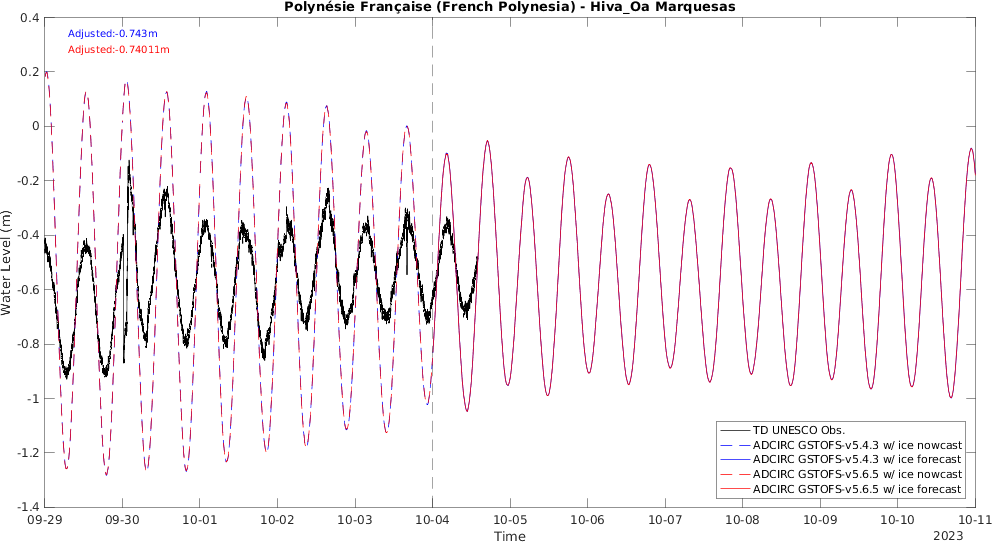 Polynésie Française (French Polynesia) - Hiva_Oa Marquesas
Adjusted:-0.743m
Adjusted:-0.74011m
0.4
0.2
0
-0.2
-0.4
-0.6
-0.8
-1
-1.2
-1.4
Water Level (m)
TD UNESCO Obs.
ADCIRC GSTOFS-v5.4.3 w/ ice nowcast
ADCIRC GSTOFS-v5.4.3 w/ ice forecast
ADCIRC GSTOFS-v5.6.5 w/ ice nowcast
ADCIRC GSTOFS-v5.6.5 w/ ice forecast
09-29 09-30 10-01 10-02 10-03 10-04 10-05 10-06 10-07 10-08 10-09 10-10 10-11
Time
2023